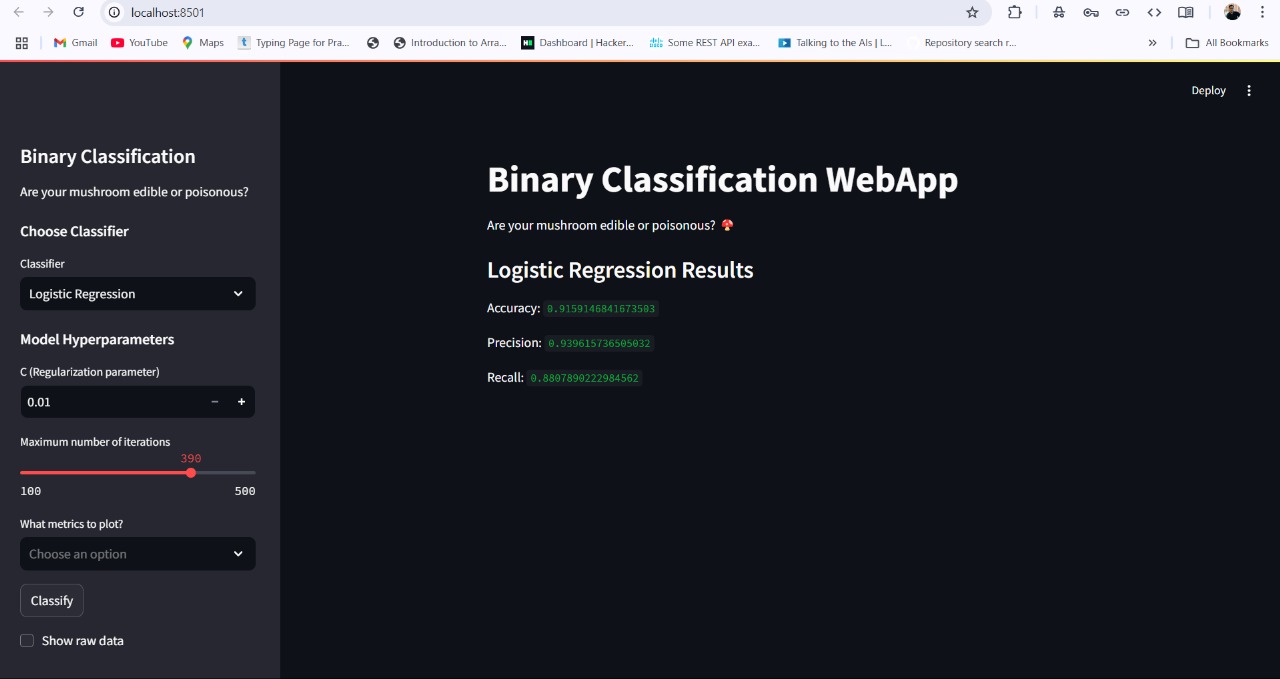 localhost:8501
Gmail
YouTube
Maps
Typing Page for Pra...
Introduction to Arra...
Dashboard | Hacker...
Some REST API exa...
Talking to the AIs | L...
Repository search r...
»
All Bookmarks
Deploy
Binary Classification
Are your mushroom edible or poisonous?
Choose Classifier
Classifier
Logistic Regression
Model Hyperparameters
C (Regularization parameter)
0.01
Maximum number of iterations
390
100 500
What metrics to plot?
Choose an option
Classify
Show raw data
Binary Classification WebApp
Are your mushroom edible or poisonous? 🍄
Logistic Regression Results
Accuracy: 0.9159146841673503
Precision: 0.939615736505032
Recall: 0.8807890222984562